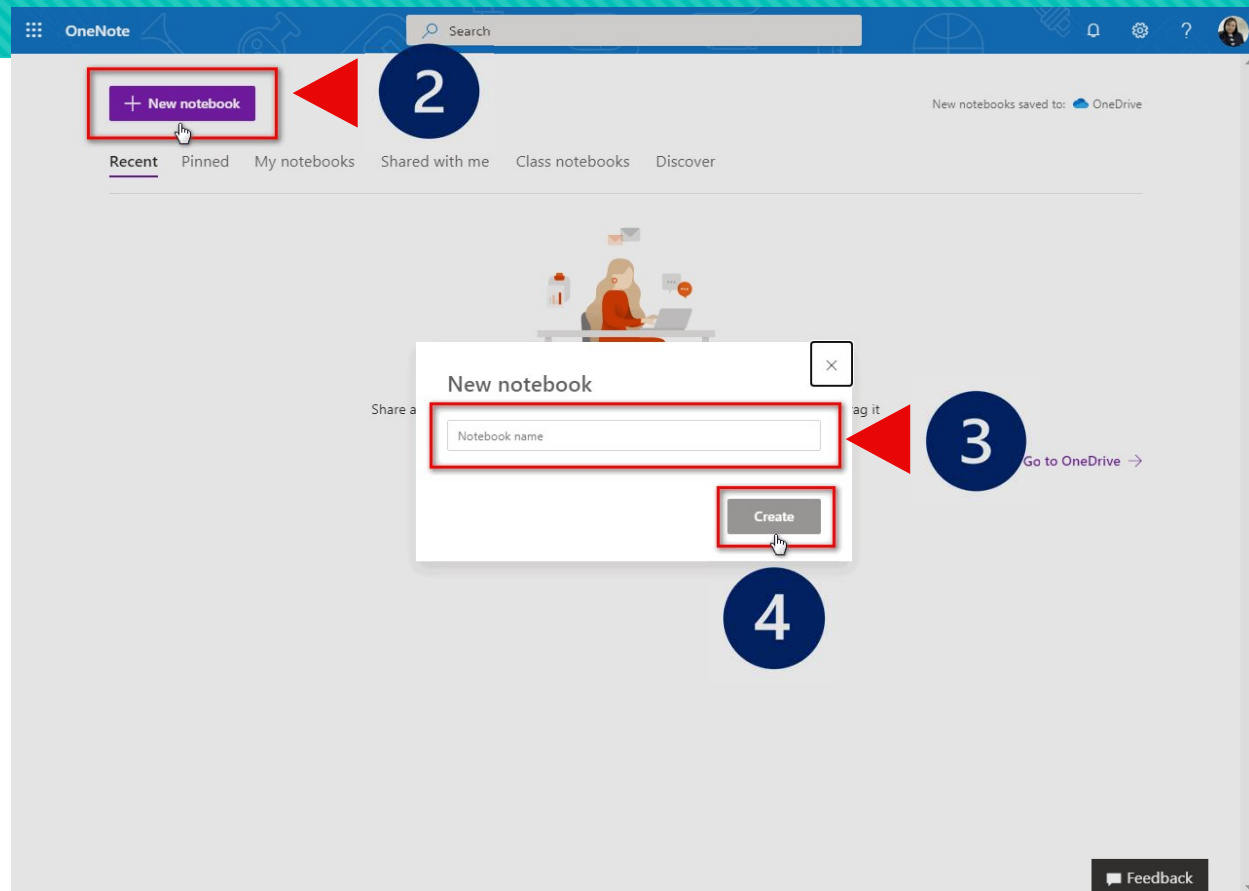 OneNote
Search
2
+ New notebook
New notebooks saved to: OneDrive
Recent Pinned My notebooks Shared with me Class notebooks Discover
New notebook
Share a
ag it
Notebook name
3
Go to OneDrive →
Create
4
Feedback